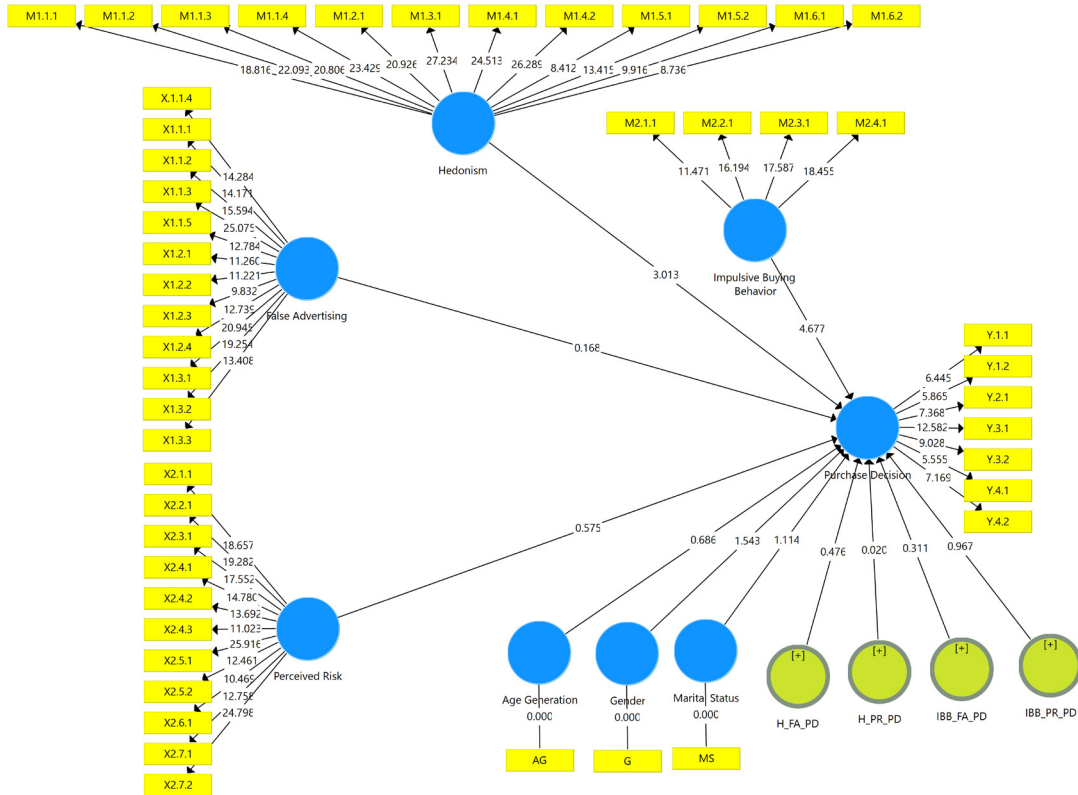 M1.1.1 M1.1.2 M1.1.3 M1.1.4 M1.2.1 M1.3.1 M1.4.1 M1.4.2 M1.5.1 M1.5.2 M1.6.1 M1.6.2
18.816 22.093 20.806 23.429 20.926 27.234 24.513 26.289 8.412 13.415 9.916 8.736
Hedonism
M2.1.1 M2.2.1 M2.3.1 M2.4.1
11.471 16.194 17.587 18.455
Impulsive Buying
Behavior
X.1.1.4
X.1.1.1
X.1.1.2
X1.1.3
X.1.1.5
X1.2.1
X1.2.2
X1.2.3
X1.2.4
X1.3.1
X1.3.2
X1.3.3
14.284
14.171
15.594
25.075
12.784
11.260
11.221
9.832
12.739
20.945
19.254
13.408
False Advertising
3.013
4.677
0.168
0.575
X2.1.1
X2.2.1
X2.3.1
X2.4.1
X2.4.2
X2.4.3
X2.5.1
X2.5.2
X2.6.1
X2.7.1
X2.7.2
18.657
19.282
17.552
14.780
13.692
11.023
25.916
12.461
10.469
12.758
24.798
Perceived Risk
Y.1.1
Y.1.2
Y.2.1
Y.3.1
Y.3.2
Y.4.1
Y.4.2
6.445
5.865
7.368
12.582
9.028
5.555
7.169
Purchase Decision
0.686 1.543 1.114 0.476 0.020 0.311 0.967
Age Generation Gender Marital Status
0.000 0.000 0.000
AG G MS
[+] [+] [+] [+]
H_FA_PD H_PR_PD IBB_FA_PD IBB_PR_PD